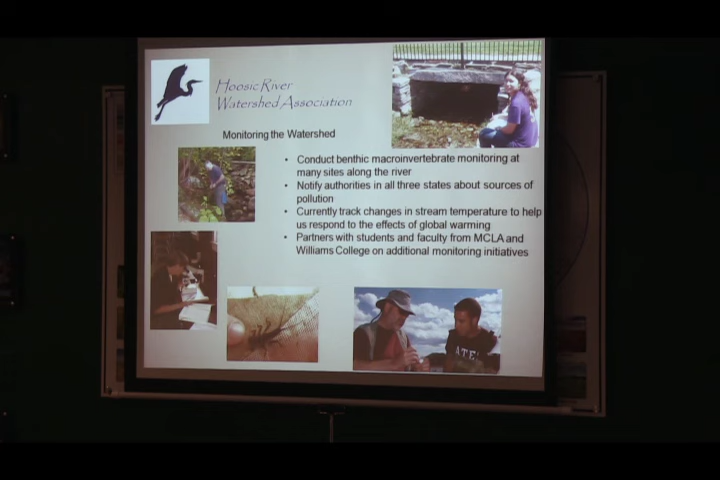 Hoosic River
Watershed Association
Monitoring the Watershed
• Conduct benthic macroinvertebrate monitoring at
many sites along the river
• Notify authorities in all three states about sources of
pollution
• Currently track changes in stream temperature to help
us respond to the effects of global warming
• Partners with students and faculty from MCLA and
Williams College on additional monitoring initiatives
ATE